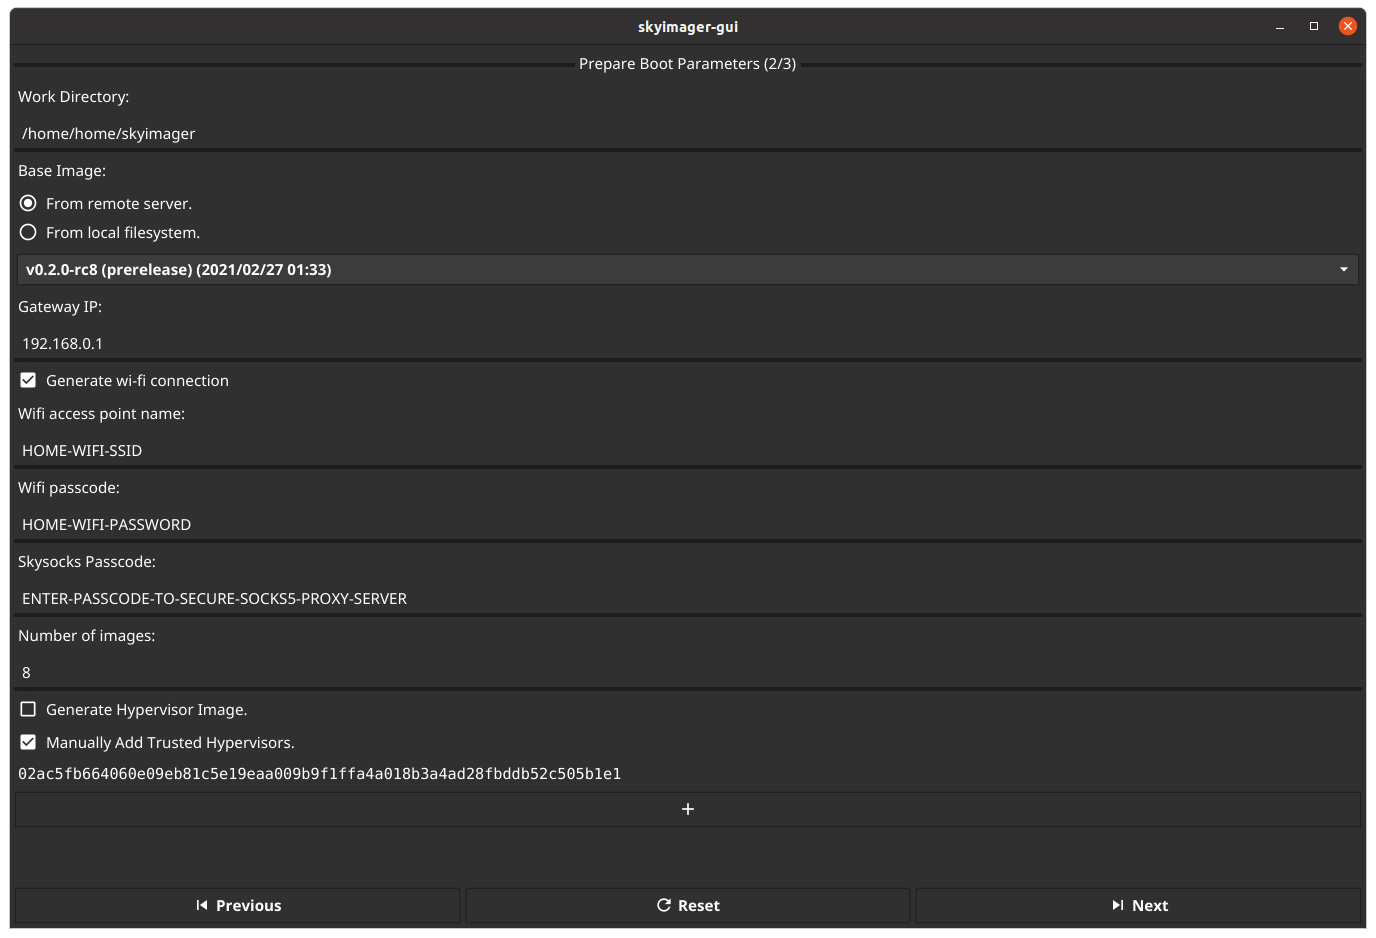 skyimager-gui
Prepare Boot Parameters (2/3)
Work Directory:
/home/home/skyimager
Base Image:
From remote server.
From local filesystem.
v0.2.0-rc8 (prerelease) (2021/02/27 01:33)
Gateway IP:
192.168.0.1
Generate wi-fi connection
Wifi access point name:
HOME-WIFI-SSID
Wifi passcode:
HOME-WIFI-PASSWORD
Skysocks Passcode:
ENTER-PASSCODE-TO-SECURE-SOCKS5-PROXY-SERVER
Number of images:
8
Generate Hypervisor Image.
Manually Add Trusted Hypervisors.
02ac5fb664060e09eb81c5e19eaa009b9f1ffa4a018b3a4ad28fbddb52c505b1e1
+
Previous Reset Next